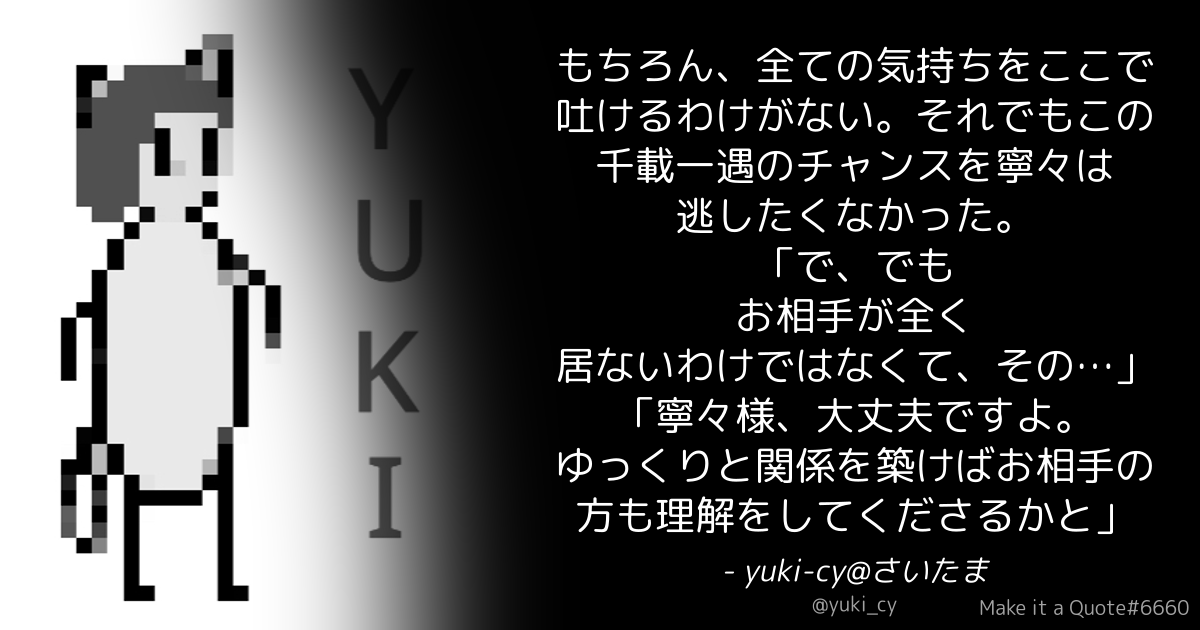 Y
U
K
I
もちろん、全ての気持ちをここで
吐けるわけがない。それでもこの
千載一遇のチャンスを寧々は
逃したくなかった。
「で、でも
お相手が全く
居ないわけではなくて、その…」
「寧々様、大丈夫ですよ。
ゆっくりと関係を築けばお相手の
方も理解をしてくださるかと」
- yuki-cy@さいたま
@yuki_cy
Make it a Quote#6660